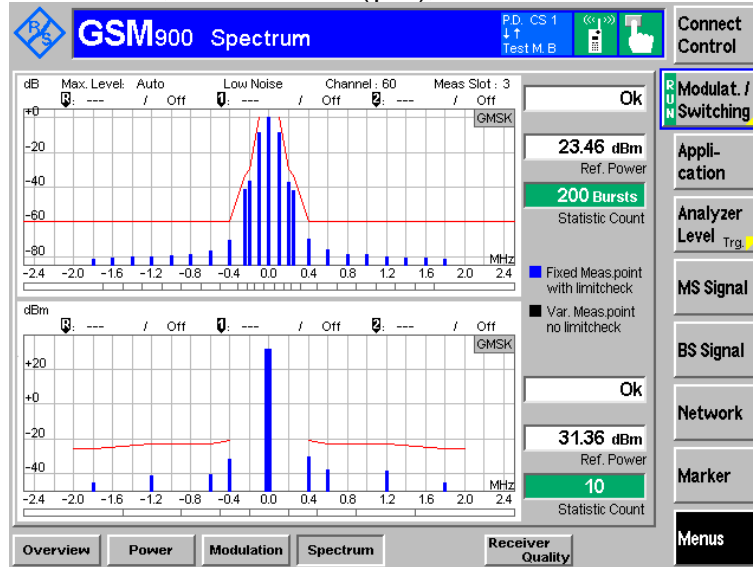 GSM900 Spectrum
P.D. CS 1
↓↑
Test M. B
Connect Control
dB Max. Level: Auto Low Noise Channel : 60 Meas Slot : 3
R: --- / Off 1: --- / Off 2: --- / Off
GMSK
+0
-20
-40
-60
-80
MHz
-2.4 -2.0 -1.6 -1.2 -0.8 -0.4 0.0 0.4 0.8 1.2 1.6 2.0 2.4
Ok
23.46 dBm
Ref. Power
200 Bursts
Statistic Count
Fixed Meas.point
with limitcheck
Var. Meas.point
no limitcheck
dBm
R: --- / Off 1: --- / Off 2: --- / Off
GMSK
+20
+0
-20
-40
MHz
-2.4 -2.0 -1.6 -1.2 -0.8 -0.4 0.0 0.4 0.8 1.2 1.6 2.0 2.4
Ok
31.36 dBm
Ref. Power
10
Statistic Count
RUN
Modulat. /
Switching
Appli-
cation
Analyzer
Level Trg.
MS Signal
BS Signal
Network
Marker
Menus
Overview Power Modulation Spectrum Receiver
Quality